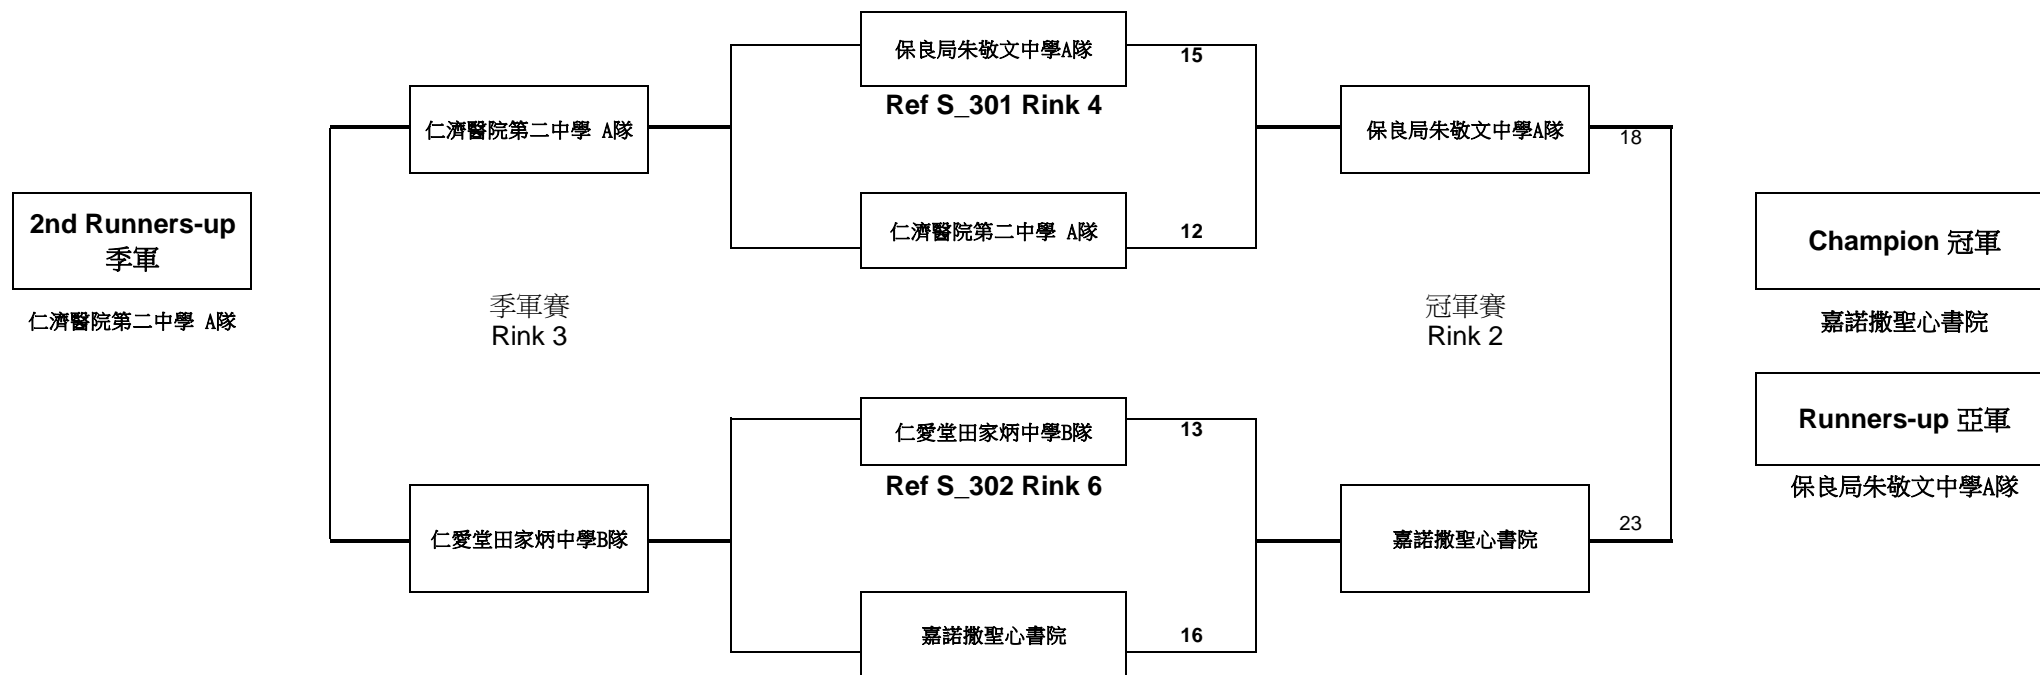 保良局朱敬文中學A隊
15
Ref S_301 Rink 4
仁濟醫院第二中學 A隊
保良局朱敬文中學A隊
18
2nd Runners-up
季軍
仁濟醫院第二中學 A隊
12
Champion 冠軍
仁濟醫院第二中學 A隊
季軍賽
Rink 3
冠軍賽
Rink 2
嘉諾撒聖心書院
仁愛堂田家炳中學B隊
13
Runners-up 亞軍
Ref S_302 Rink 6
保良局朱敬文中學A隊
仁愛堂田家炳中學B隊
嘉諾撒聖心書院
23
嘉諾撒聖心書院
16